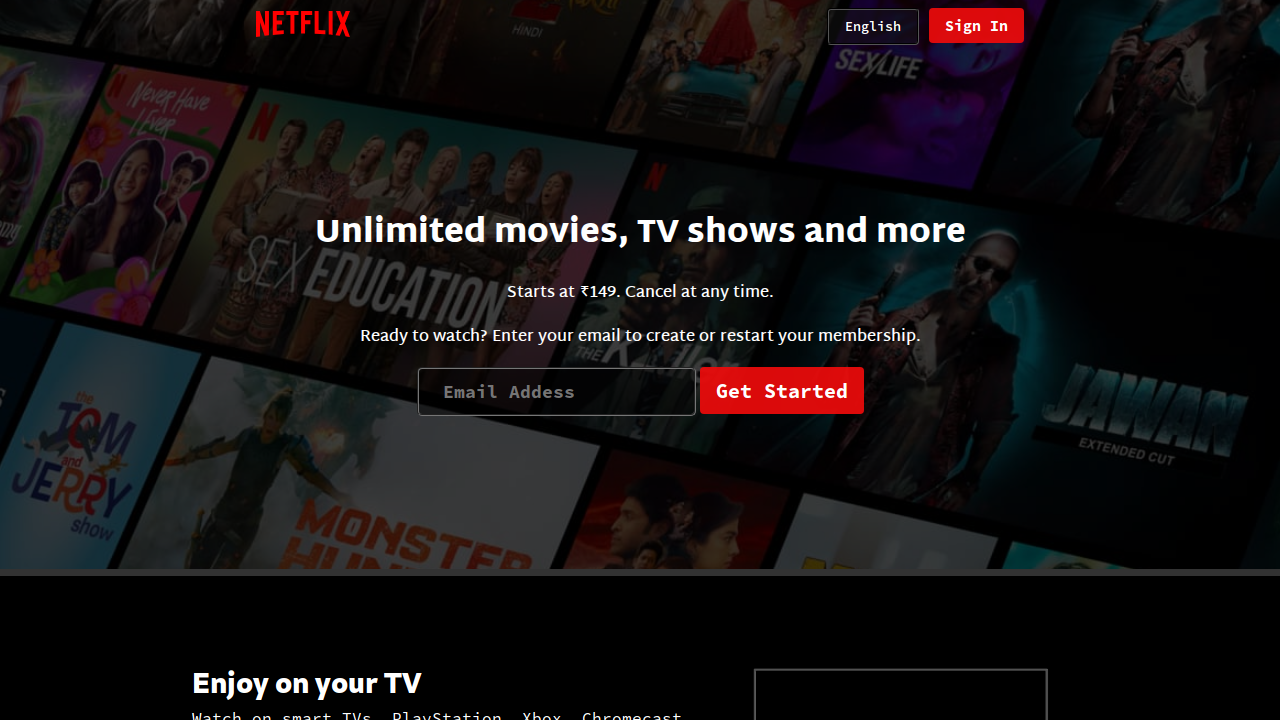 NETFLIX
English
Sign In
HINDI
SEX/LIFE
Never Have
I Ever
Unlimited movies, TV shows and more
SEX EDUCATION
Starts at ₹149. Cancel at any time.
Ready to watch? Enter your email to create or restart your membership.
THE Killer
Email Addess
Get Started
JAWAN
EXTENDED CUT
the
TOM
and
JERRY
show
MONSTER
Enjoy on your TV
Watch on smart TVs, PlayStation, Xbox, Chromecast,